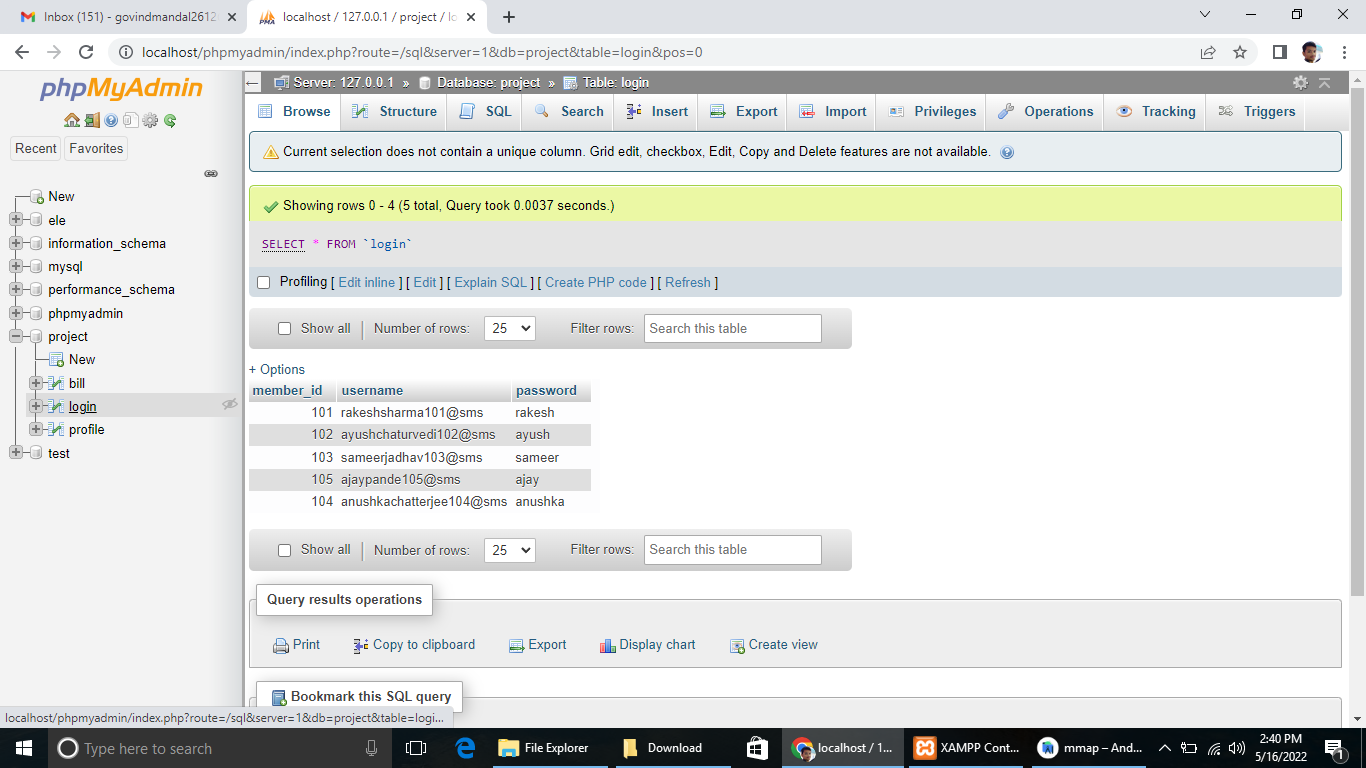 Inbox (151) - govindmandal2612
localhost / 127.0.0.1 / project / lo
localhost/phpmyadmin/index.php?route=/sql&server=1&db=project&table=login&pos=0
phpMyAdmin
Recent Favorites
New
ele
information_schema
mysql
performance_schema
phpmyadmin
project
New
bill
login
profile
test
Server: 127.0.0.1 » Database: project » Table: login
Browse Structure SQL Search Insert Export Import Privileges Operations Tracking Triggers
Current selection does not contain a unique column. Grid edit, checkbox, Edit, Copy and Delete features are not available.
Showing rows 0 - 4 (5 total, Query took 0.0037 seconds.)
SELECT * FROM `login`
Profiling [ Edit inline ] [ Edit ] [ Explain SQL ] [ Create PHP code ] [ Refresh ]
Show all | Number of rows: 25 Filter rows: Search this table
+ Options
member_id username password
101 rakeshsharma101@sms rakesh
102 ayushchaturvedi102@sms ayush
103 sameerjadhav103@sms sameer
105 ajaypande105@sms ajay
104 anushkachatterjee104@sms anushka
Show all | Number of rows: 25 Filter rows: Search this table
Query results operations
Print Copy to clipboard Export Display chart Create view
Bookmark this SQL query
localhost/phpmyadmin/index.php?route=/sql&server=1&db=project&table=logi...
Type here to search
File Explorer
Download
localhost / 1...
XAMPP Cont...
mmap – And...
2:40 PM
5/16/2022
1